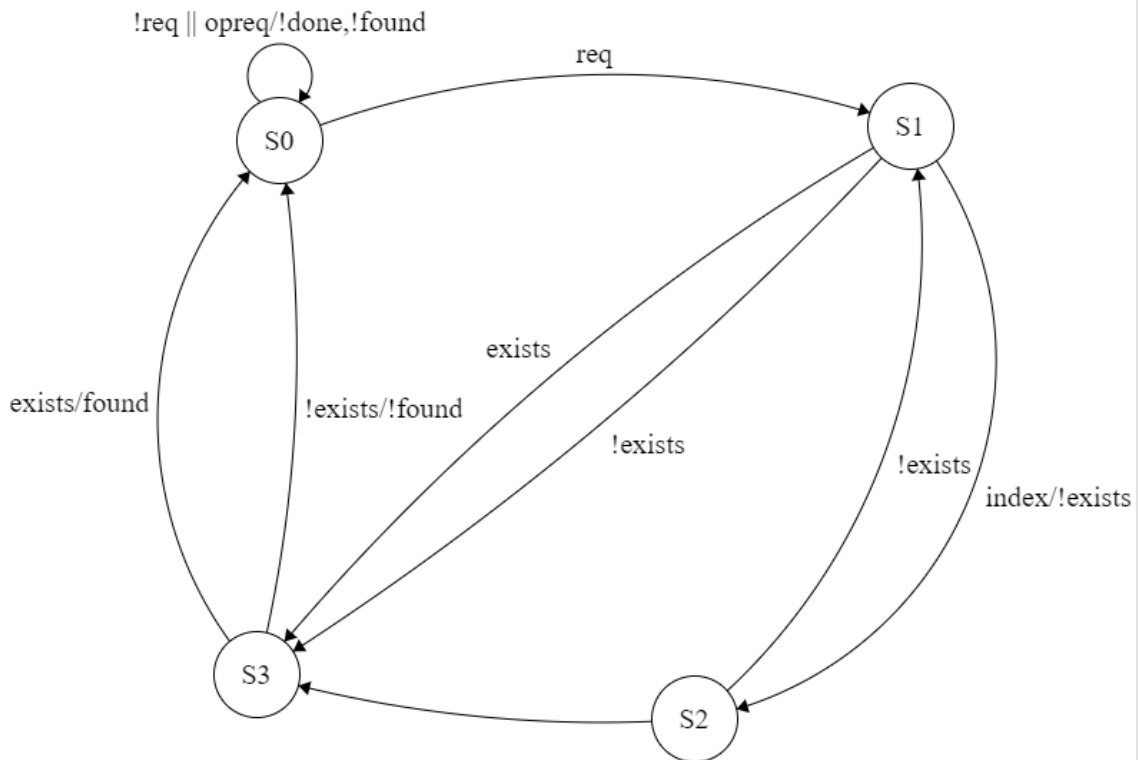 !req || opreq/!done,!found
req
S0
S1
exists
exists/found
!exists/!found
!exists
!exists
index/!exists
S3
S2